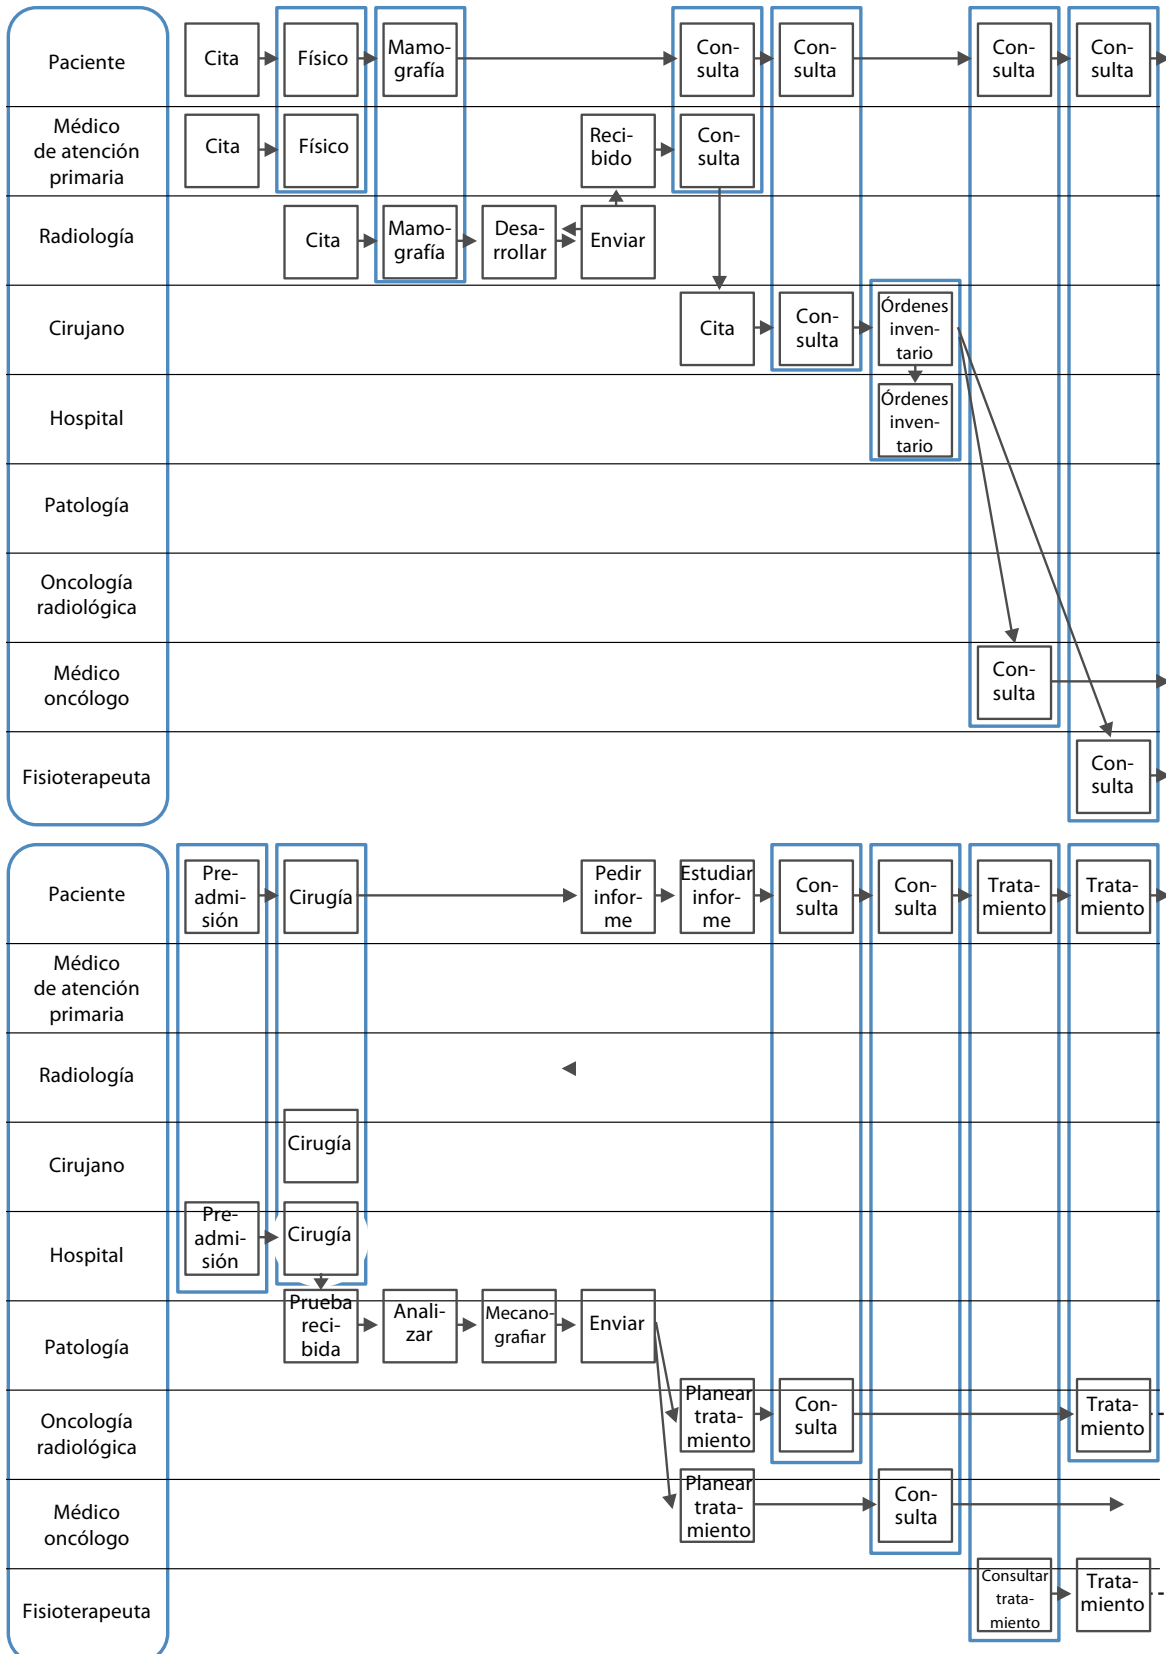 Paciente
Cita
Físico
Mamo-
grafía
Con-
sulta
Con-
sulta
Con-
sulta
Con-
sulta
Médico
de atención
primaria
Cita
Físico
Reci-
bido
Con-
sulta
Radiología
Cita
Mamo-
grafía
Desa-
rrollar
Enviar
Cirujano
Cita
Con-
sulta
Órdenes
inven-
tario
Hospital
Órdenes
inven-
tario
Patología
Oncología
radiológica
Médico
oncólogo
Con-
sulta
Fisioterapeuta
Con-
sulta
Paciente
Pre-
admi-
sión
Cirugía
Pedir
infor-
me
Estudiar
infor-
me
Con-
sulta
Con-
sulta
Trata-
miento
Trata-
miento
Médico
de atención
primaria
Radiología
Cirujano
Cirugía
Hospital
Pre-
admi-
sión
Cirugía
Patología
Prueba
reci-
bida
Anali-
zar
Mecano-
grafiar
Enviar
Oncología
radiológica
Planear
trata-
miento
Con-
sulta
Trata-
miento
Médico
oncólogo
Planear
trata-
miento
Con-
sulta
Fisioterapeuta
Consultar
trata-
miento
Trata-
miento